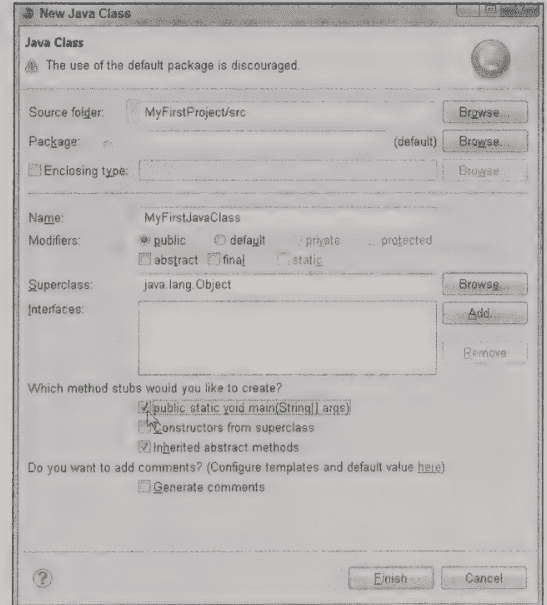 New Java Class
Java Class
The use of the default package is discouraged.
Source folder: MyFirstProject/src Browse...
Package: (default) Browse...
Enclosing type: Browse...
Name: MyFirstJavaClass
Modifiers: public default private protected
abstract final static
Superclass: java.lang.Object Browse...
Interfaces: Add...
Remove
Which method stubs would you like to create?
public static void main(String[] args)
Constructors from superclass
Inherited abstract methods
Do you want to add comments? (Configure templates and default value here)
Generate comments
? Finish Cancel